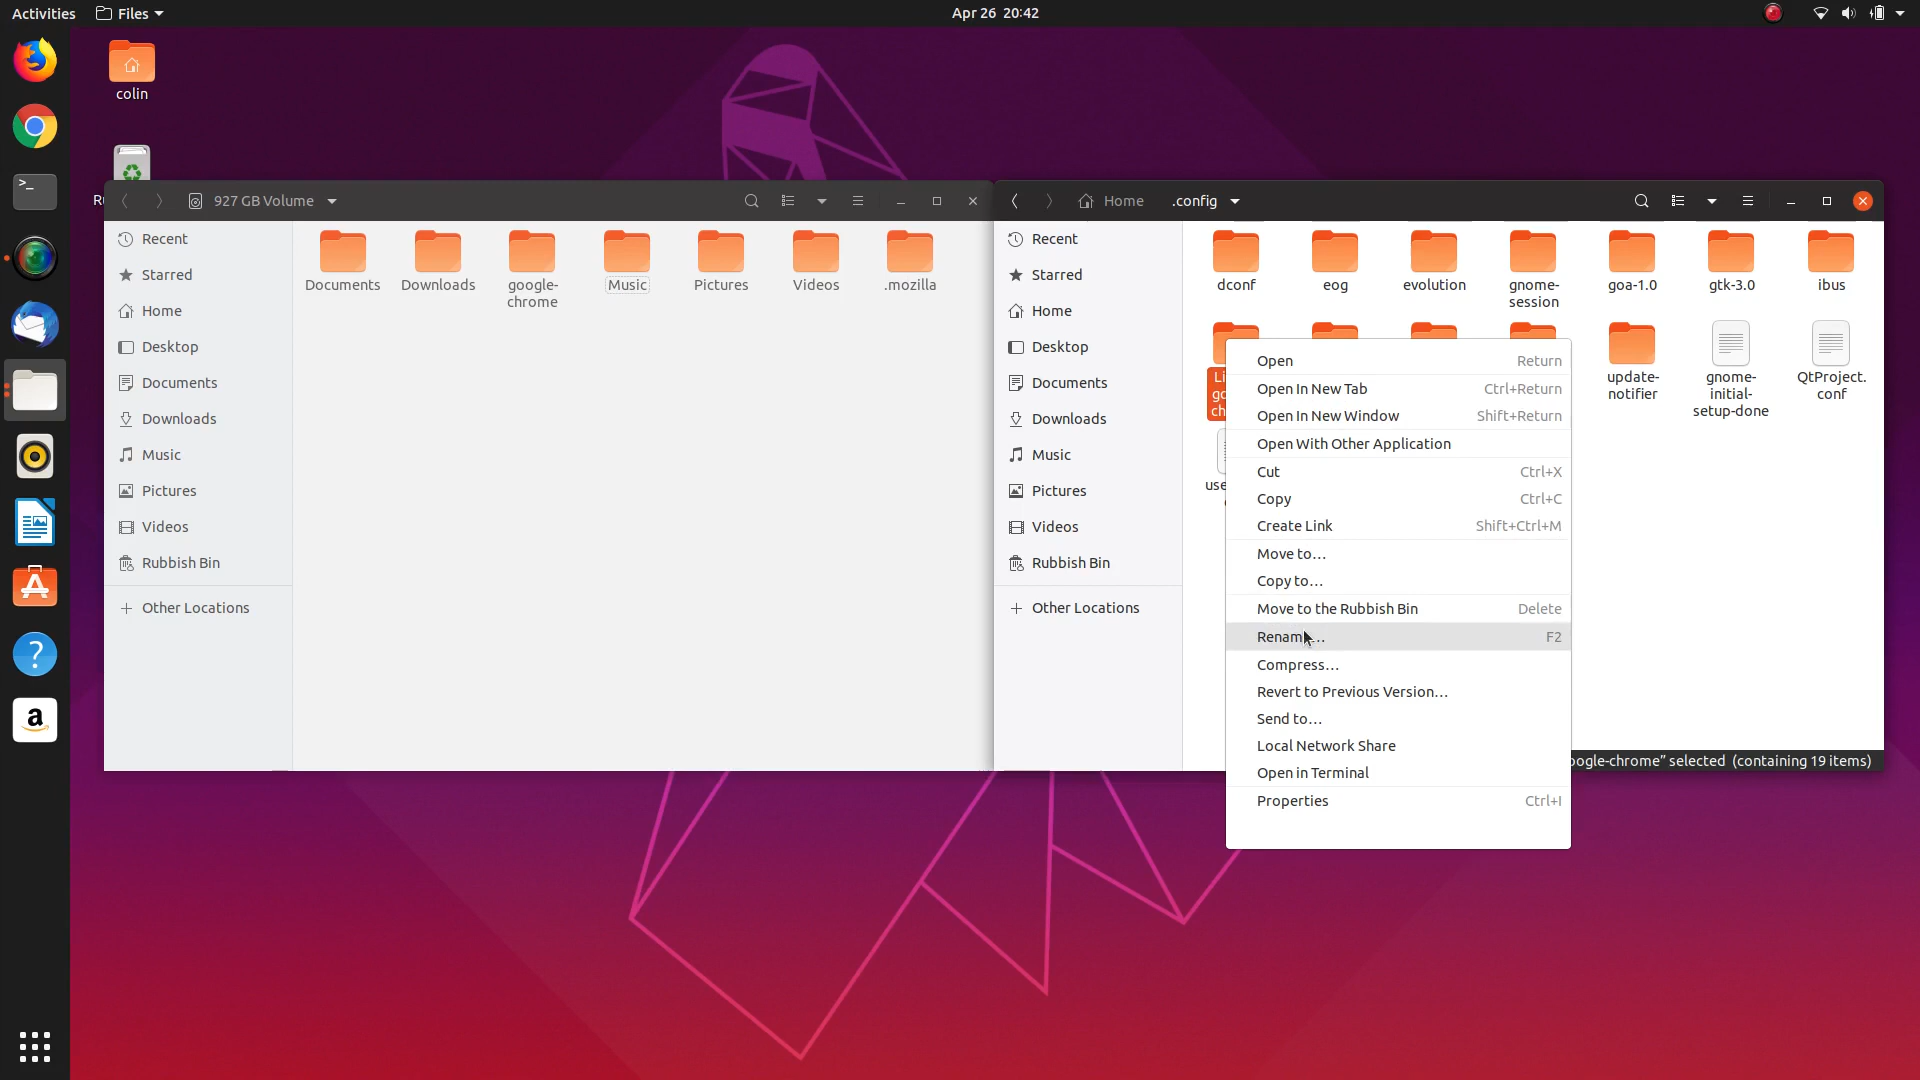 Activities
Files
Apr 26 20:42
colin
927 GB Volume
Recent
Starred
Home
Desktop
Documents
Downloads
Music
Pictures
Videos
Rubbish Bin
Other Locations
Documents
Downloads
google-
chrome
Music
Pictures
Videos
.mozilla
Home
.config
Recent
Starred
Home
Desktop
Documents
Downloads
Music
Pictures
Videos
Rubbish Bin
Other Locations
dconf
eog
evolution
gnome-
session
goa-1.0
gtk-3.0
ibus
update-
notifier
gnome-
initial-
setup-done
QtProject.
conf
Open Return
Open In New Tab Ctrl+Return
Open In New Window Shift+Return
Open With Other Application
Cut Ctrl+X
Copy Ctrl+C
Create Link Shift+Ctrl+M
Move to…
Copy to…
Move to the Rubbish Bin Delete
Rename… F2
Compress…
Revert to Previous Version…
Send to…
Local Network Share
Open in Terminal
Properties Ctrl+I
oogle-chrome” selected (containing 19 items)